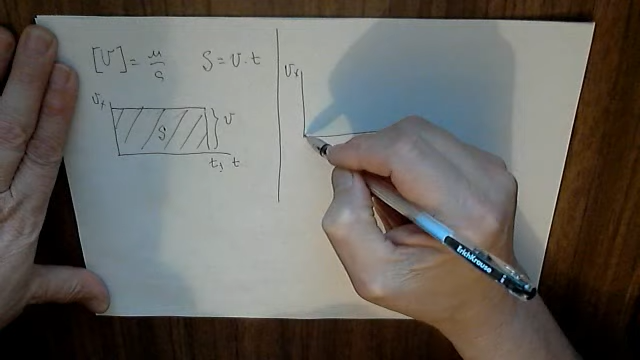 [v] = м/с
S = v · t
vₓ
S
} v
t₁ t
vₓ
ErichKrause